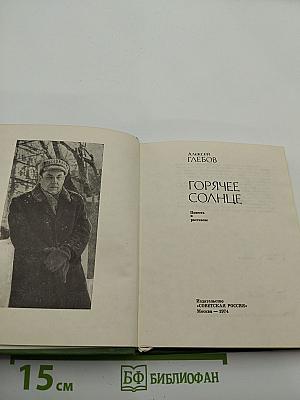 АЛЕКСЕЙ
ГЛЕБОВ
ГОРЯЧЕЕ
СОЛНЦЕ
Повесть
и
рассказы
Издательство
«СОВЕТСКАЯ РОССИЯ»
Москва — 1974
15 см
БФ БИБЛИОФАН